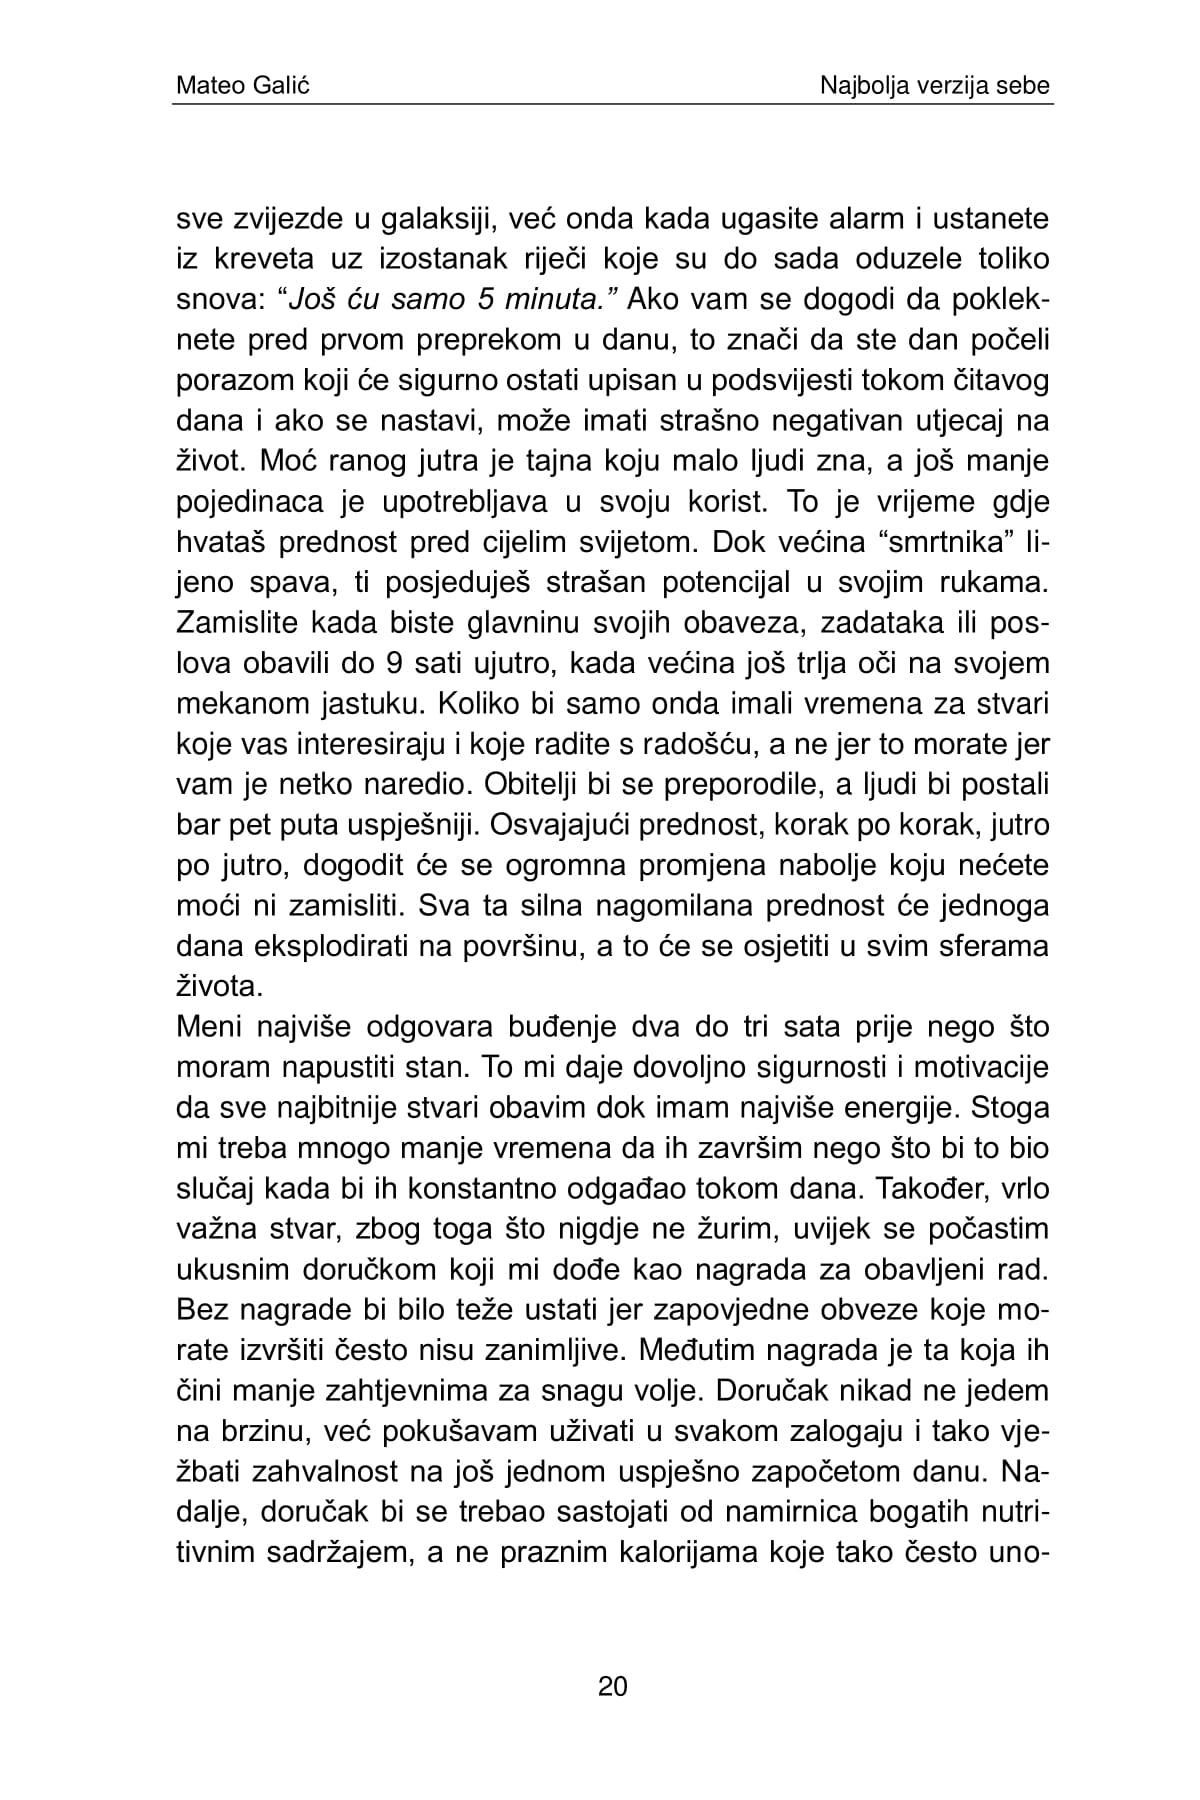 Mateo Galić Najbolja verzija sebe
sve zvijezde u galaksiji, već onda kada ugasite alarm i ustanete
iz kreveta uz izostanak riječi koje su do sada oduzele toliko
snova: “Još ću samo 5 minuta.” Ako vam se dogodi da poklek-
nete pred prvom preprekom u danu, to znači da ste dan počeli
porazom koji će sigurno ostati upisan u podsvijesti tokom čitavog
dana i ako se nastavi, može imati strašno negativan utjecaj na
život. Moć ranog jutra je tajna koju malo ljudi zna, a još manje
pojedinaca je upotrebljava u svoju korist. To je vrijeme gdje
hvataš prednost pred cijelim svijetom. Dok većina “smrtnika” li-
jeno spava, ti posjeduješ strašan potencijal u svojim rukama.
Zamislite kada biste glavninu svojih obaveza, zadataka ili pos-
lova obavili do 9 sati ujutro, kada većina još trlja oči na svojem
mekanom jastuku. Koliko bi samo onda imali vremena za stvari
koje vas interesiraju i koje radite s radošću, a ne jer to morate jer
vam je netko naredio. Obitelji bi se preporodile, a ljudi bi postali
bar pet puta uspješniji. Osvajajući prednost, korak po korak, jutro
po jutro, dogodit će se ogromna promjena nabolje koju nećete
moći ni zamisliti. Sva ta silna nagomilana prednost će jednoga
dana eksplodirati na površinu, a to će se osjetiti u svim sferama
života.
Meni najviše odgovara buđenje dva do tri sata prije nego što
moram napustiti stan. To mi daje dovoljno sigurnosti i motivacije
da sve najbitnije stvari obavim dok imam najviše energije. Stoga
mi treba mnogo manje vremena da ih završim nego što bi to bio
slučaj kada bi ih konstantno odgađao tokom dana. Također, vrlo
važna stvar, zbog toga što nigdje ne žurim, uvijek se počastim
ukusnim doručkom koji mi dođe kao nagrada za obavljeni rad.
Bez nagrade bi bilo teže ustati jer zapovjedne obveze koje mo-
rate izvršiti često nisu zanimljive. Međutim nagrada je ta koja ih
čini manje zahtjevnima za snagu volje. Doručak nikad ne jedem
na brzinu, već pokušavam uživati u svakom zalogaju i tako vje-
žbati zahvalnost na još jednom uspješno započetom danu. Na-
dalje, doručak bi se trebao sastojati od namirnica bogatih nutri-
tivnim sadržajem, a ne praznim kalorijama koje tako često uno-
20